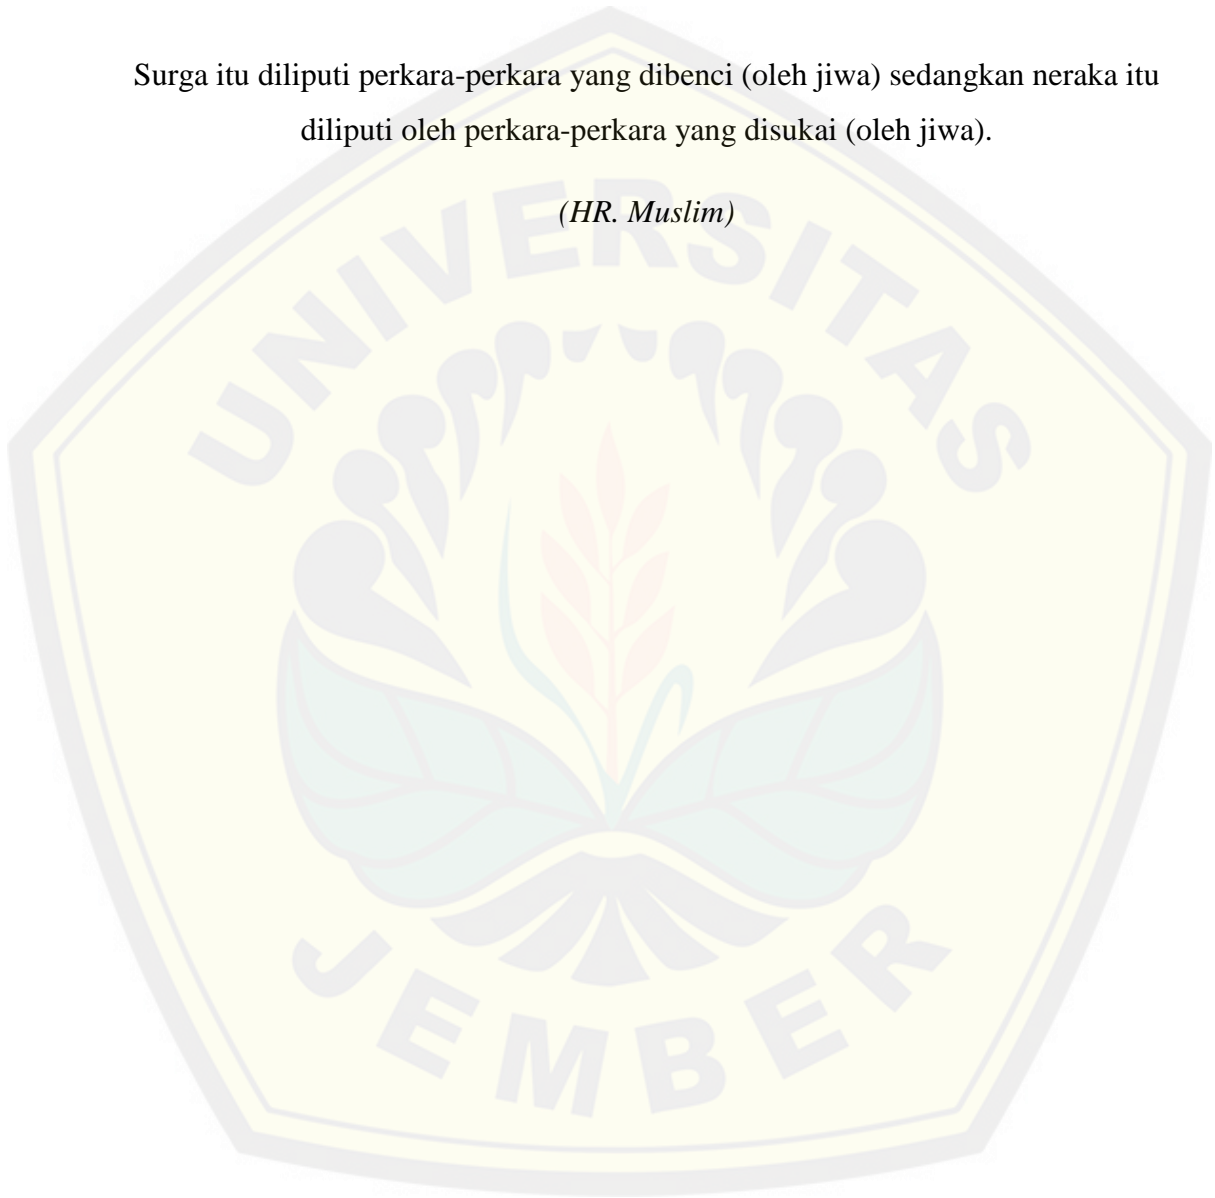 Surga itu diliputi perkara-perkara yang dibenci (oleh jiwa) sedangkan neraka itu
diliputi oleh perkara-perkara yang disukai (oleh jiwa).
(HR. Muslim)
UNIVERSITAS
JEMBER